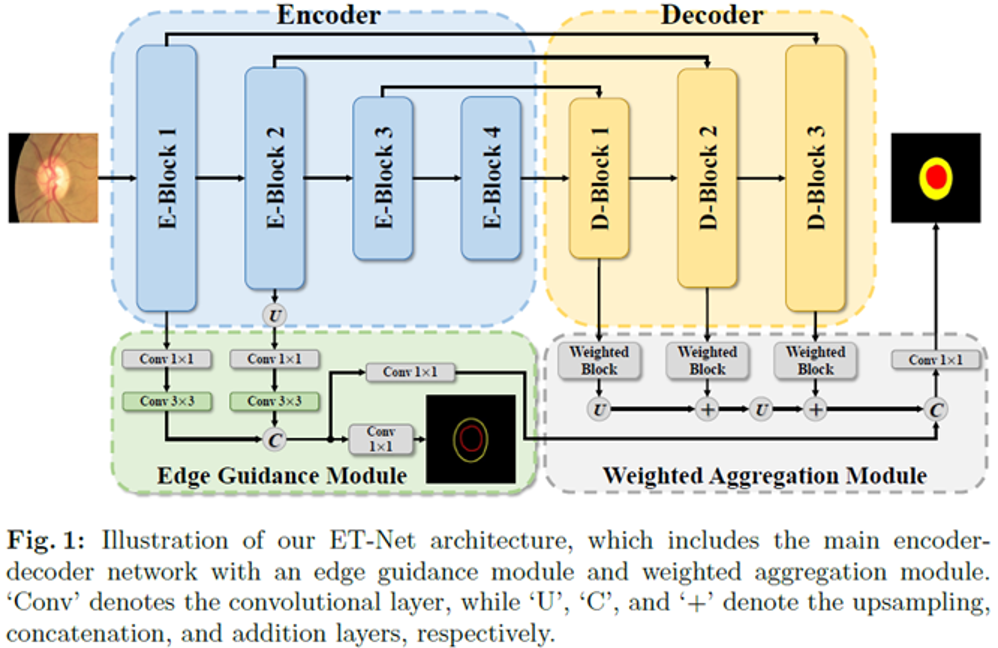 Encoder
Decoder
E-Block 1
E-Block 2
E-Block 3
E-Block 4
D-Block 1
D-Block 2
D-Block 3
U
Conv 1×1
Conv 1×1
Conv 1×1
Conv 3×3
Conv 3×3
C
Conv
1×1
Edge Guidance Module
Weighted
Block
Weighted
Block
Weighted
Block
Conv 1×1
U
+
U
+
C
Weighted Aggregation Module
Fig. 1: Illustration of our ET-Net architecture, which includes the main encoder-
decoder network with an edge guidance module and weighted aggregation module.
‘Conv’ denotes the convolutional layer, while ‘U’, ‘C’, and ‘+’ denote the upsampling,
concatenation, and addition layers, respectively.